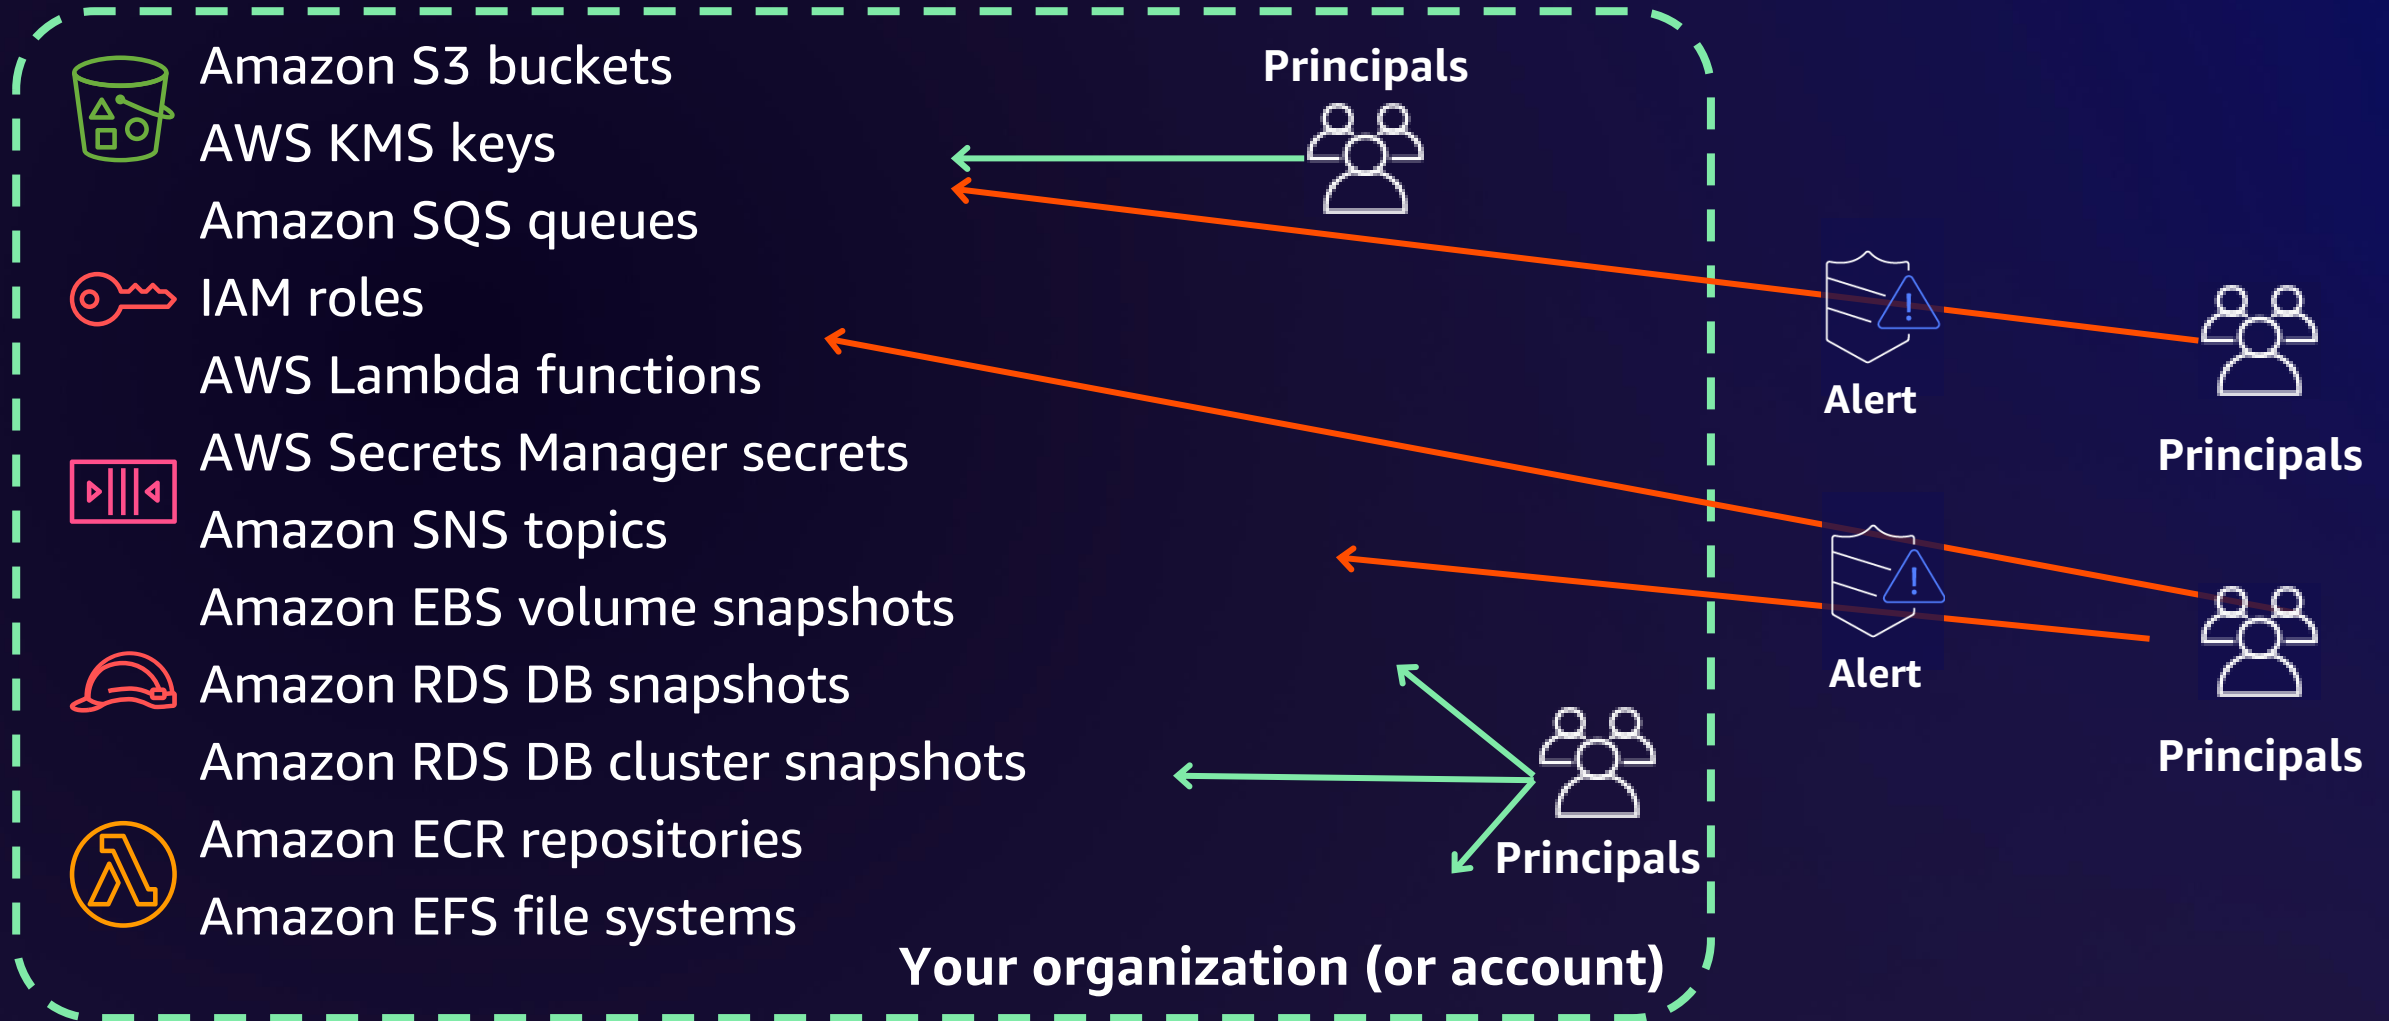 Amazon S3 buckets
AWS KMS keys
Amazon SQS queues
IAM roles
AWS Lambda functions
AWS Secrets Manager secrets
Amazon SNS topics
Amazon EBS volume snapshots
Amazon RDS DB snapshots
Amazon RDS DB cluster snapshots
Amazon ECR repositories
Amazon EFS file systems
Principals
Alert
Principals
Alert
Principals
Principals
Your organization (or account)